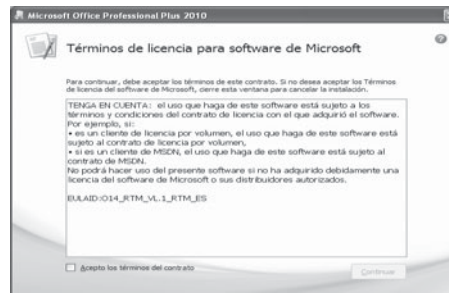 Microsoft Office Professional Plus 2010
Términos de licencia para software de Microsoft
Para continuar, debe aceptar los términos de este contrato. Si no desea aceptar los Términos
de licencia del software de Microsoft, cierre esta ventana para cancelar la instalación.
TENGA EN CUENTA: el uso que haga de este software está sujeto a los
términos y condiciones del contrato de licencia con el que adquirió el software.
Por ejemplo, si:
• es un cliente de licencia por volumen, el uso que haga de este software está
sujeto al contrato de licencia por volumen,
• si es un cliente de MSDN, el uso que haga de este software está sujeto al
contrato de MSDN.
No podrá hacer uso del presente software si no ha adquirido debidamente una
licencia del software de Microsoft o sus distribuidores autorizados.
EULAID:O14_RTM_VL.1_RTM_ES
Acepto los términos del contrato
Continuar